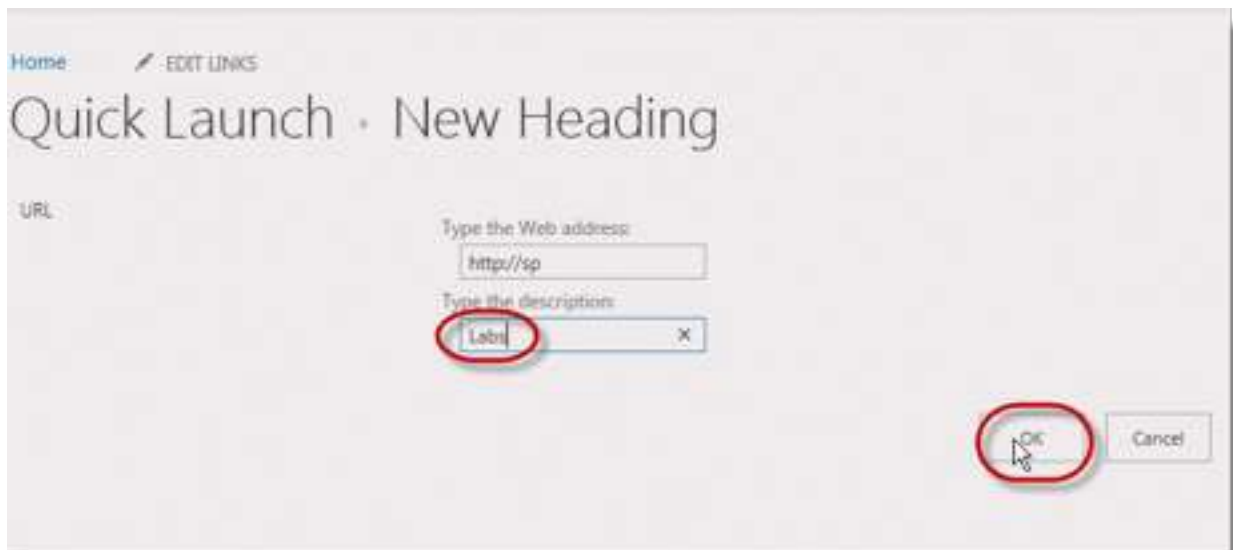 Home EDIT LINKS
Quick Launch · New Heading
URL
Type the Web address:
http://sp
Type the description:
Labs
OK Cancel